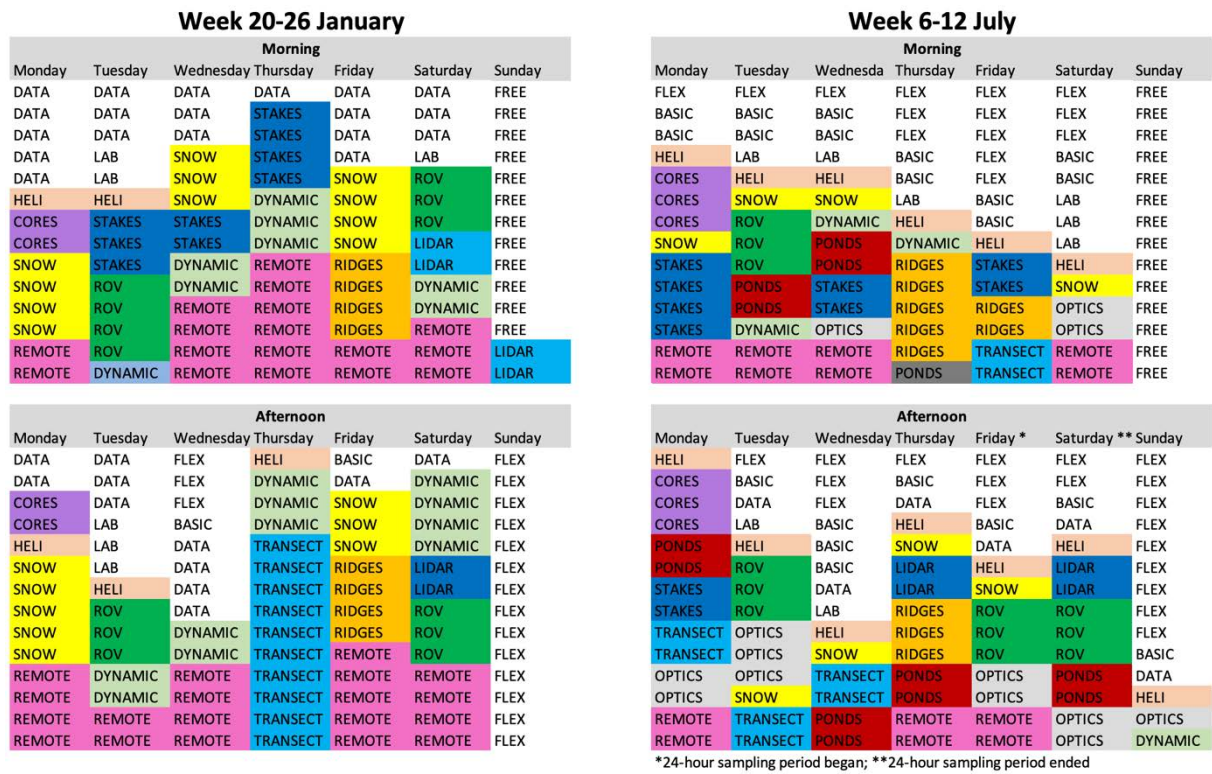 Week 20-26 January
Morning
Monday Tuesday Wednesday Thursday Friday Saturday Sunday
DATA DATA DATA DATA DATA DATA FREE
DATA DATA DATA STAKES DATA DATA FREE
DATA DATA DATA STAKES DATA DATA FREE
DATA LAB SNOW STAKES DATA LAB FREE
DATA LAB SNOW STAKES SNOW ROV FREE
HELI HELI SNOW DYNAMIC SNOW ROV FREE
CORES STAKES STAKES DYNAMIC SNOW ROV FREE
CORES STAKES STAKES DYNAMIC SNOW LIDAR FREE
SNOW STAKES DYNAMIC REMOTE RIDGES LIDAR FREE
SNOW ROV DYNAMIC REMOTE RIDGES DYNAMIC FREE
SNOW ROV REMOTE REMOTE RIDGES DYNAMIC FREE
SNOW ROV REMOTE REMOTE RIDGES REMOTE FREE
REMOTE ROV REMOTE REMOTE REMOTE REMOTE LIDAR
REMOTE DYNAMIC REMOTE REMOTE REMOTE REMOTE LIDAR
Afternoon
Monday Tuesday Wednesday Thursday Friday Saturday Sunday
DATA DATA FLEX HELI BASIC DATA FLEX
DATA DATA FLEX DYNAMIC DATA DYNAMIC FLEX
CORES DATA FLEX DYNAMIC SNOW DYNAMIC FLEX
CORES LAB BASIC DYNAMIC SNOW DYNAMIC FLEX
HELI LAB DATA TRANSECT SNOW DYNAMIC FLEX
SNOW LAB DATA TRANSECT RIDGES LIDAR FLEX
SNOW HELI DATA TRANSECT RIDGES LIDAR FLEX
SNOW ROV DATA TRANSECT RIDGES ROV FLEX
SNOW ROV DYNAMIC TRANSECT RIDGES ROV FLEX
SNOW ROV DYNAMIC TRANSECT REMOTE ROV FLEX
REMOTE DYNAMIC REMOTE TRANSECT REMOTE REMOTE FLEX
REMOTE DYNAMIC REMOTE TRANSECT REMOTE REMOTE FLEX
REMOTE REMOTE REMOTE TRANSECT REMOTE REMOTE FLEX
REMOTE REMOTE REMOTE TRANSECT REMOTE REMOTE FLEX
Week 6-12 July
Morning
Monday Tuesday Wednesda Thursday Friday Saturday Sunday
FLEX FLEX FLEX FLEX FLEX FLEX FREE
BASIC BASIC BASIC FLEX FLEX FLEX FREE
BASIC BASIC BASIC FLEX FLEX FLEX FREE
HELI LAB LAB BASIC FLEX BASIC FREE
CORES HELI HELI BASIC FLEX BASIC FREE
CORES SNOW SNOW LAB BASIC LAB FREE
CORES ROV DYNAMIC HELI BASIC LAB FREE
SNOW ROV PONDS DYNAMIC HELI LAB FREE
STAKES ROV PONDS RIDGES STAKES HELI FREE
STAKES PONDS STAKES RIDGES STAKES SNOW FREE
STAKES PONDS STAKES RIDGES RIDGES OPTICS FREE
STAKES DYNAMIC OPTICS RIDGES RIDGES OPTICS FREE
REMOTE REMOTE REMOTE RIDGES TRANSECT REMOTE FREE
REMOTE REMOTE REMOTE PONDS TRANSECT REMOTE FREE
Afternoon
Monday Tuesday Wednesday Thursday Friday * Saturday ** Sunday
HELI FLEX FLEX FLEX FLEX FLEX FLEX
CORES BASIC FLEX BASIC FLEX FLEX FLEX
CORES DATA FLEX DATA FLEX BASIC FLEX
CORES LAB BASIC HELI BASIC DATA FLEX
PONDS HELI BASIC SNOW DATA HELI FLEX
PONDS ROV BASIC LIDAR HELI LIDAR FLEX
STAKES ROV DATA LIDAR SNOW LIDAR FLEX
STAKES ROV LAB RIDGES ROV ROV FLEX
TRANSECT OPTICS HELI RIDGES ROV ROV FLEX
TRANSECT OPTICS SNOW RIDGES ROV ROV BASIC
OPTICS OPTICS TRANSECT PONDS OPTICS PONDS DATA
OPTICS SNOW TRANSECT PONDS OPTICS PONDS HELI
REMOTE TRANSECT PONDS REMOTE REMOTE OPTICS OPTICS
REMOTE TRANSECT PONDS REMOTE REMOTE OPTICS DYNAMIC
*24-hour sampling period began; **24-hour sampling period ended